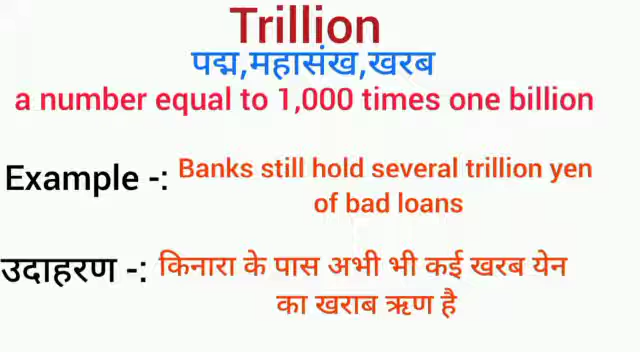 Trillion
पद्म,महासंख,खरब
a number equal to 1,000 times one billion
Example -: Banks still hold several trillion yen
of bad loans
उदाहरण -: किनारा के पास अभी भी कई खरब येन
का खराब ऋण है